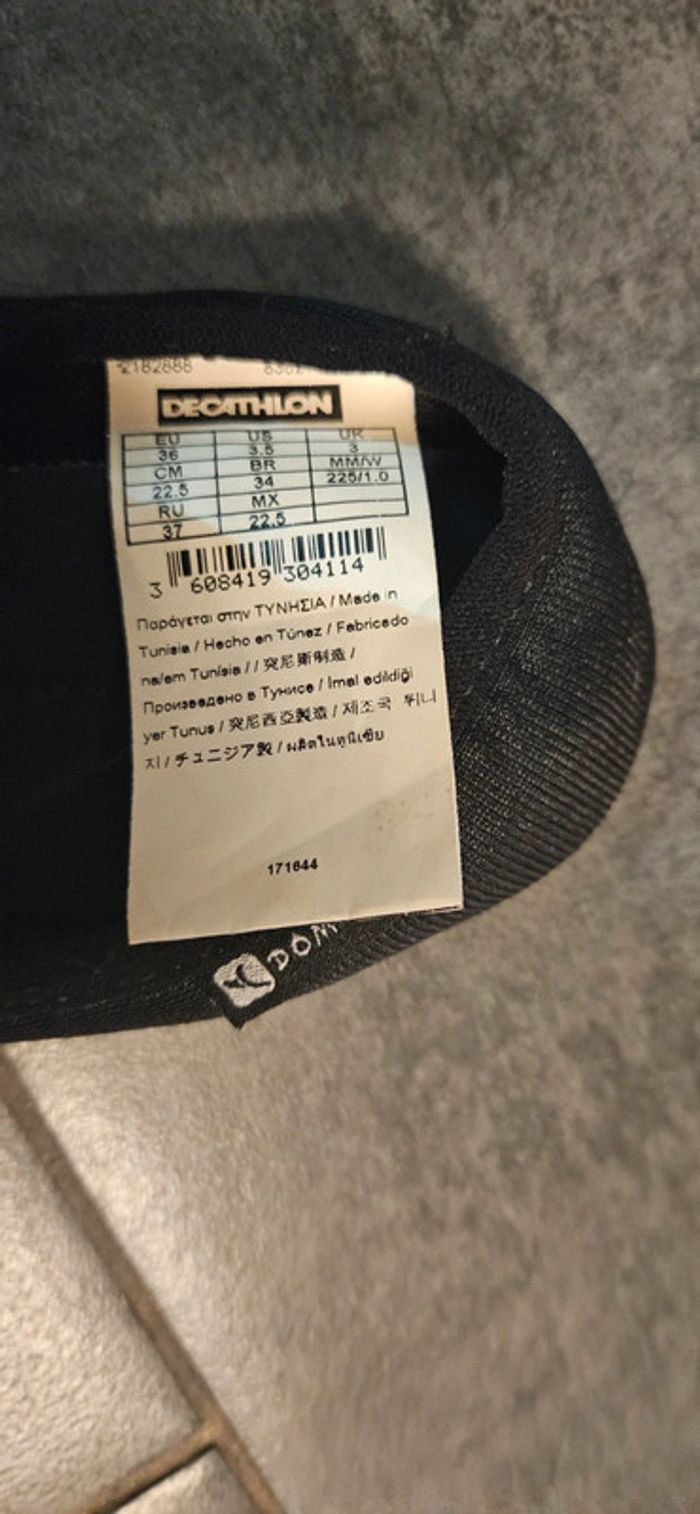 2182888
DECATHLON
EU US UK
36 3.5 3
CM BR MM/W
22.5 34 225/1.0
RU MX
37 22.5
3 608419 304114
Παράγεται στην ΤΥΝΗΣΙΑ / Made in
Tunisia / Hecho en Túnez / Fabricado
na/em Tunísia / / 突尼斯制造 /
Произведено в Тунисе / Imal edildiği
yer Tunus / 突尼西亞製造 / 제조국 튀니
지 / チュニジア製 / ผลิตในตูนิเซีย
171644
DOM